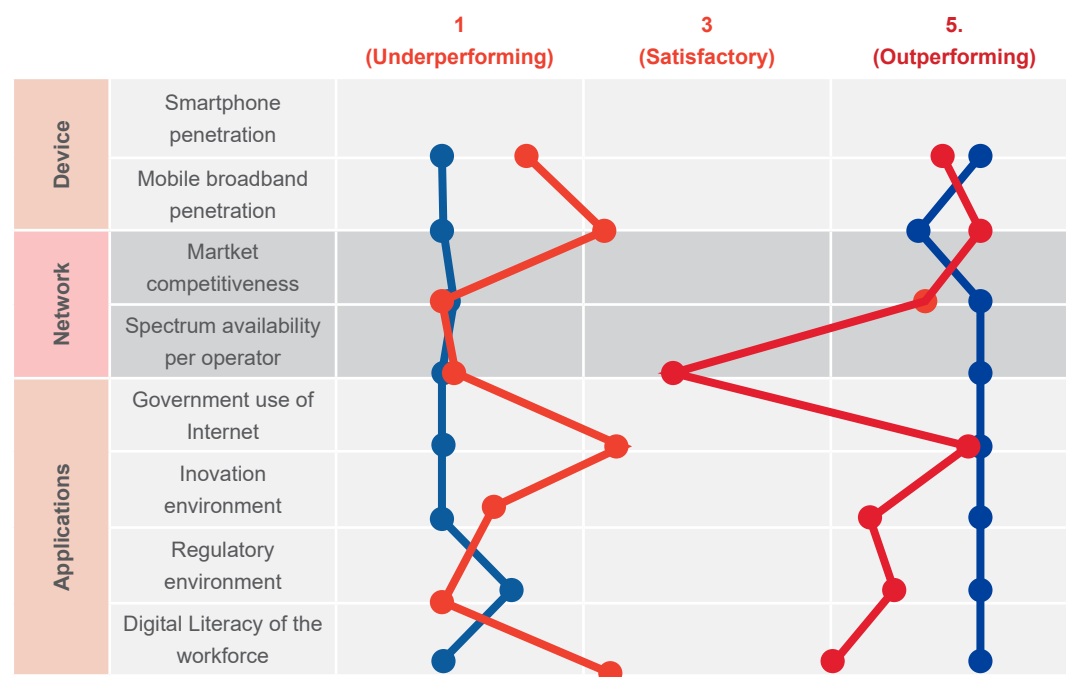 1
(Underperforming)
3
(Satisfactory)
5.
(Outperforming)
Device
Smartphone
penetration
Mobile broadband
penetration
Network
Martket
competitiveness
Spectrum availability
per operator
Applications
Government use of
Internet
Inovation
environment
Regulatory
environment
Digital Literacy of the
workforce